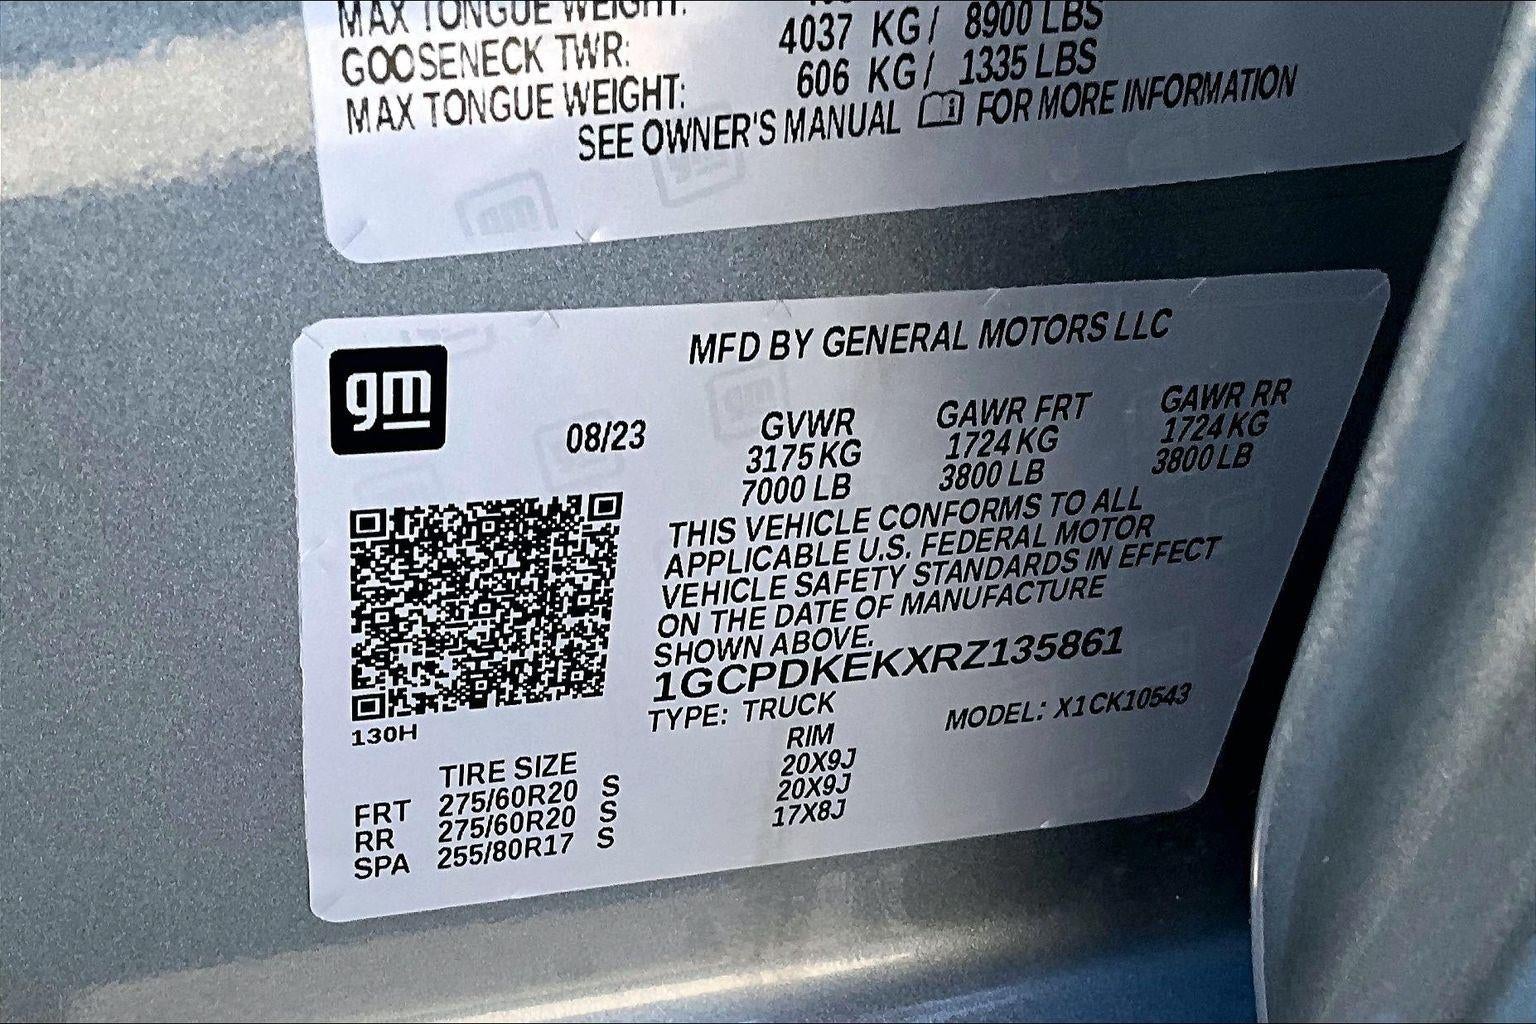 MAX TONGUE WEIGHT:
GOOSENECK TWR: 4037 KG / 8900 LBS
MAX TONGUE WEIGHT: 606 KG / 1335 LBS
SEE OWNER'S MANUAL FOR MORE INFORMATION
gm
MFD BY GENERAL MOTORS LLC
08/23 GVWR GAWR FRT GAWR RR
3175 KG 1724 KG 1724 KG
7000 LB 3800 LB 3800 LB
THIS VEHICLE CONFORMS TO ALL
APPLICABLE U.S. FEDERAL MOTOR
VEHICLE SAFETY STANDARDS IN EFFECT
ON THE DATE OF MANUFACTURE
SHOWN ABOVE.
1GCPDKEKXRZ135861
TYPE: TRUCK MODEL: X1CK10543
130H
TIRE SIZE RIM
FRT 275/60R20 S 20X9J
RR 275/60R20 S 20X9J
SPA 255/80R17 S 17X8J